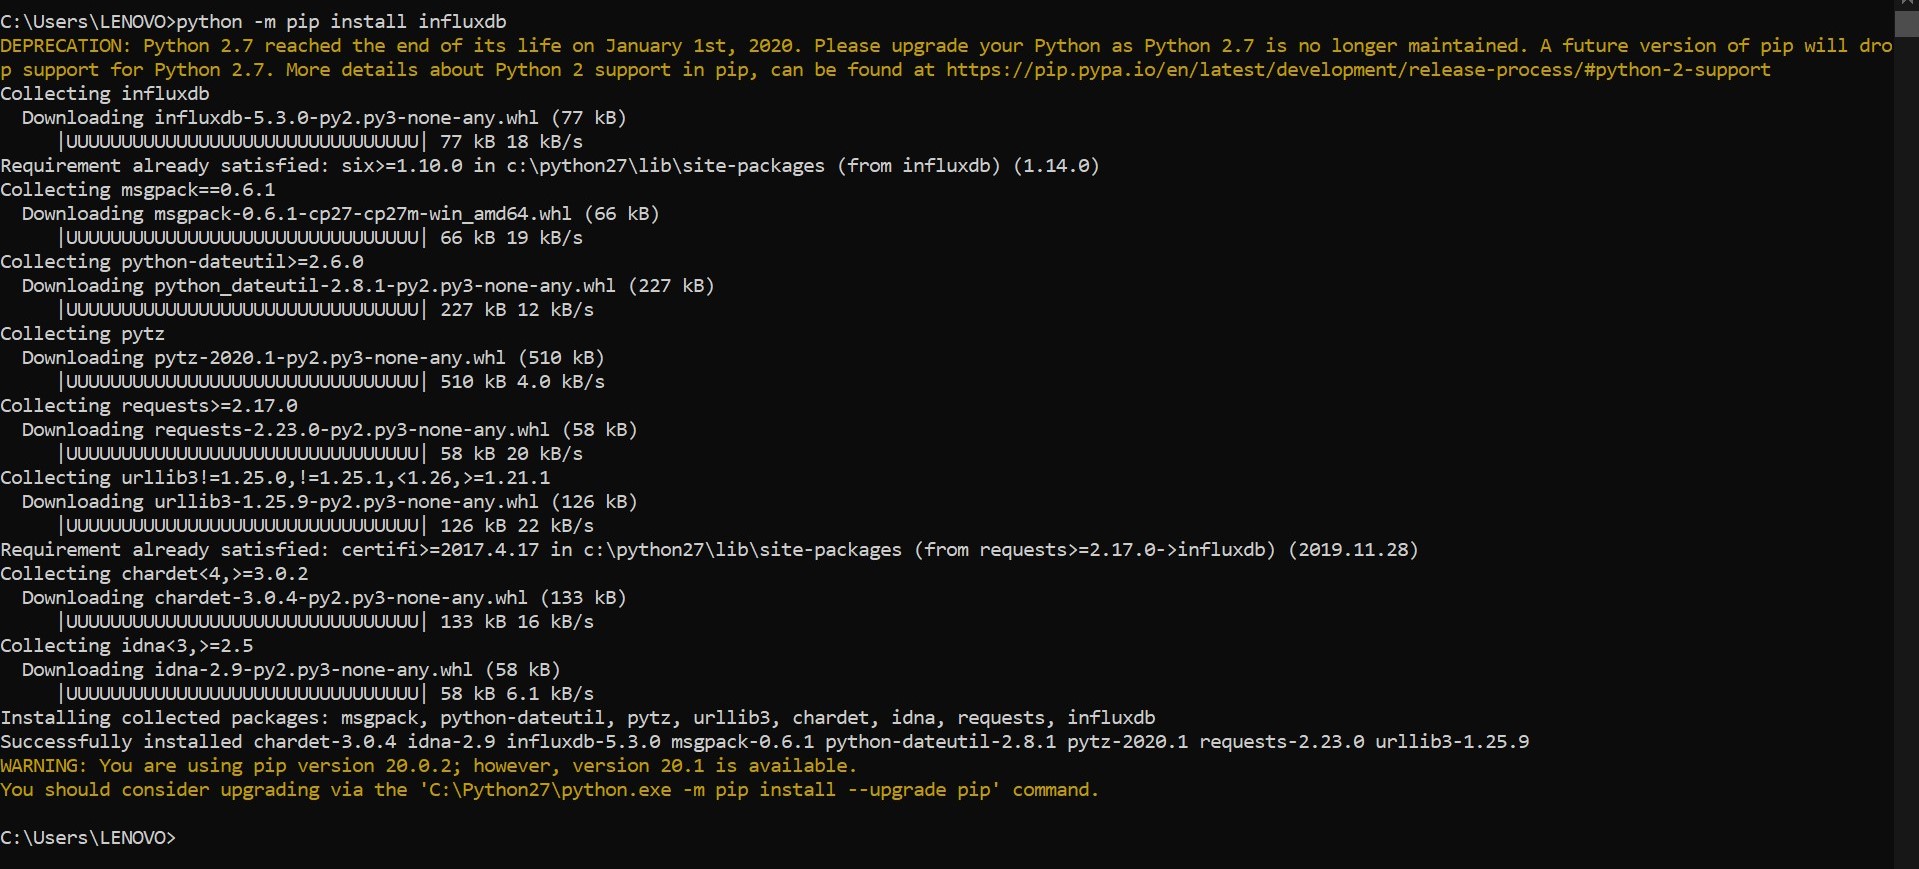 C:\Users\LENOVO>python -m pip install influxdb
DEPRECATION: Python 2.7 reached the end of its life on January 1st, 2020. Please upgrade your Python as Python 2.7 is no longer maintained. A future version of pip will dro
p support for Python 2.7. More details about Python 2 support in pip, can be found at https://pip.pypa.io/en/latest/development/release-process/#python-2-support
Collecting influxdb
  Downloading influxdb-5.3.0-py2.py3-none-any.whl (77 kB)
     |UUUUUUUUUUUUUUUUUUUUUUUUUUUUUUUU| 77 kB 18 kB/s
Requirement already satisfied: six>=1.10.0 in c:\python27\lib\site-packages (from influxdb) (1.14.0)
Collecting msgpack==0.6.1
  Downloading msgpack-0.6.1-cp27-cp27m-win_amd64.whl (66 kB)
     |UUUUUUUUUUUUUUUUUUUUUUUUUUUUUUUU| 66 kB 19 kB/s
Collecting python-dateutil>=2.6.0
  Downloading python_dateutil-2.8.1-py2.py3-none-any.whl (227 kB)
     |UUUUUUUUUUUUUUUUUUUUUUUUUUUUUUUU| 227 kB 12 kB/s
Collecting pytz
  Downloading pytz-2020.1-py2.py3-none-any.whl (510 kB)
     |UUUUUUUUUUUUUUUUUUUUUUUUUUUUUUUU| 510 kB 4.0 kB/s
Collecting requests>=2.17.0
  Downloading requests-2.23.0-py2.py3-none-any.whl (58 kB)
     |UUUUUUUUUUUUUUUUUUUUUUUUUUUUUUUU| 58 kB 20 kB/s
Collecting urllib3!=1.25.0,!=1.25.1,<1.26,>=1.21.1
  Downloading urllib3-1.25.9-py2.py3-none-any.whl (126 kB)
     |UUUUUUUUUUUUUUUUUUUUUUUUUUUUUUUU| 126 kB 22 kB/s
Requirement already satisfied: certifi>=2017.4.17 in c:\python27\lib\site-packages (from requests>=2.17.0->influxdb) (2019.11.28)
Collecting chardet<4,>=3.0.2
  Downloading chardet-3.0.4-py2.py3-none-any.whl (133 kB)
     |UUUUUUUUUUUUUUUUUUUUUUUUUUUUUUUU| 133 kB 16 kB/s
Collecting idna<3,>=2.5
  Downloading idna-2.9-py2.py3-none-any.whl (58 kB)
     |UUUUUUUUUUUUUUUUUUUUUUUUUUUUUUUU| 58 kB 6.1 kB/s
Installing collected packages: msgpack, python-dateutil, pytz, urllib3, chardet, idna, requests, influxdb
Successfully installed chardet-3.0.4 idna-2.9 influxdb-5.3.0 msgpack-0.6.1 python-dateutil-2.8.1 pytz-2020.1 requests-2.23.0 urllib3-1.25.9
WARNING: You are using pip version 20.0.2; however, version 20.1 is available.
You should consider upgrading via the 'C:\Python27\python.exe -m pip install --upgrade pip' command.
C:\Users\LENOVO>